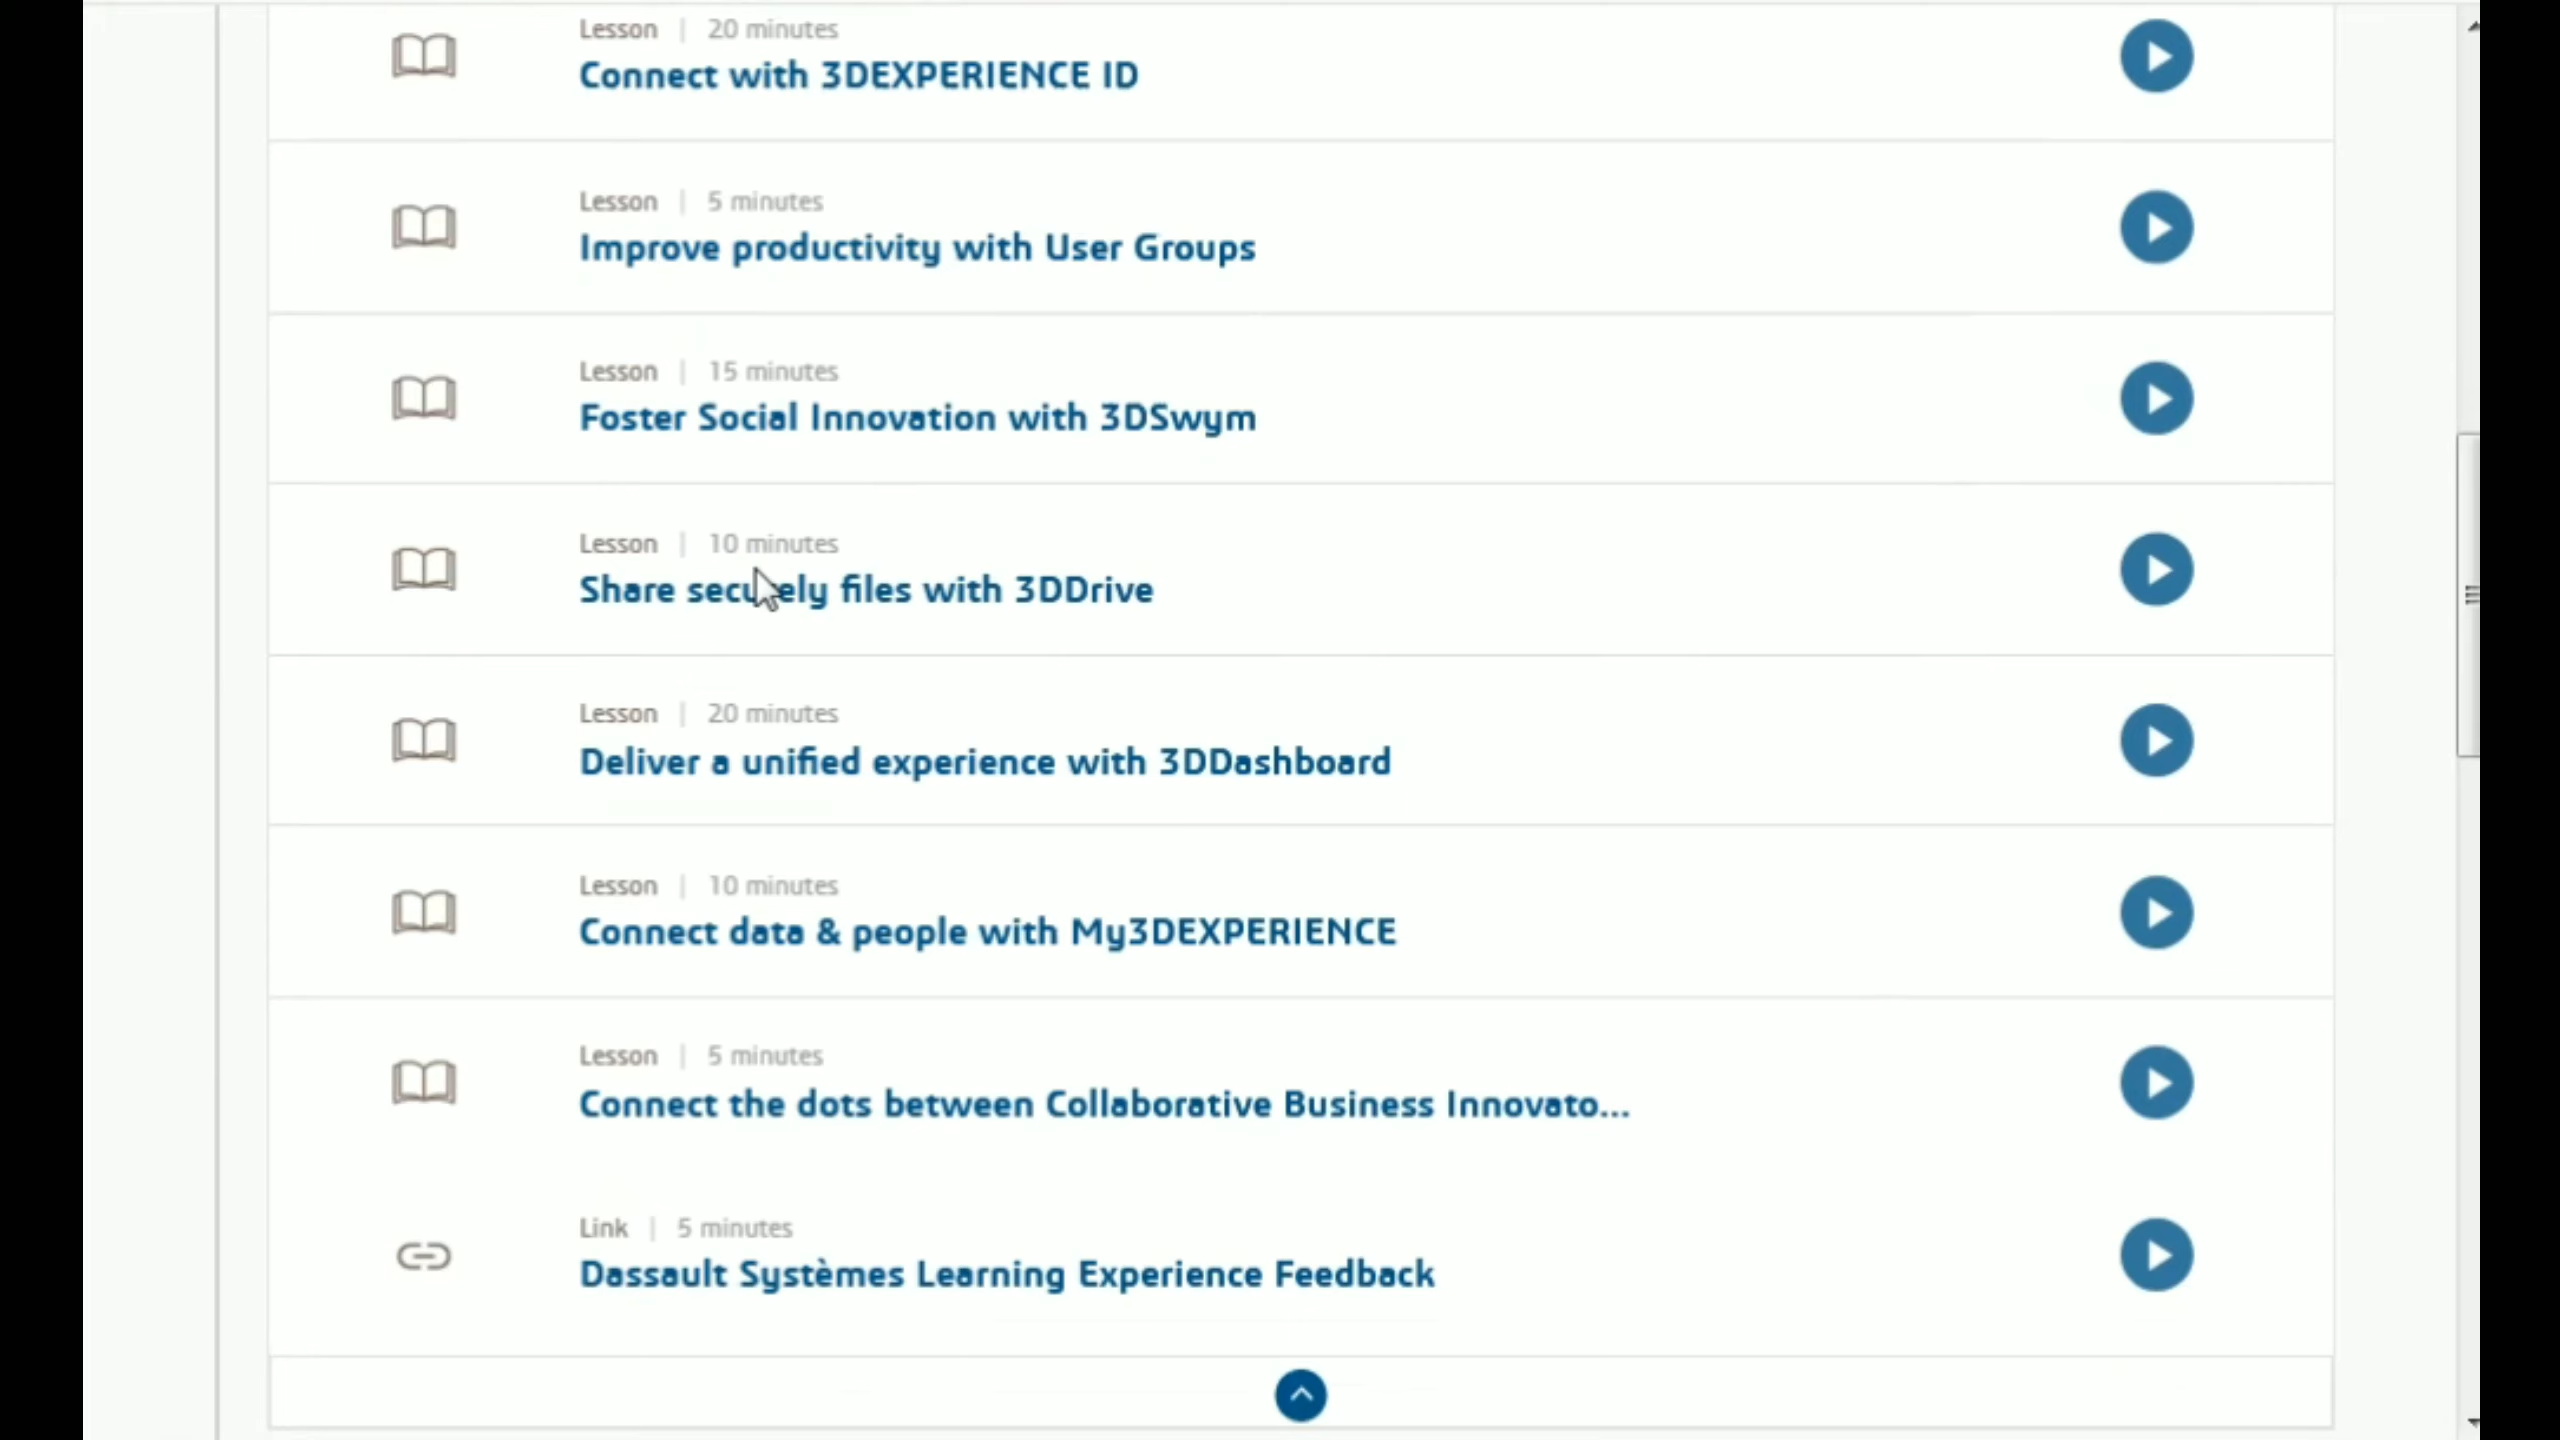 Lesson | 20 minutes
Connect with 3DEXPERIENCE ID
Lesson | 5 minutes
Improve productivity with User Groups
Lesson | 15 minutes
Foster Social Innovation with 3DSwym
Lesson | 10 minutes
Share securely files with 3DDrive
Lesson | 20 minutes
Deliver a unified experience with 3DDashboard
Lesson | 10 minutes
Connect data & people with My3DEXPERIENCE
Lesson | 5 minutes
Connect the dots between Collaborative Business Innovato...
Link | 5 minutes
Dassault Systèmes Learning Experience Feedback